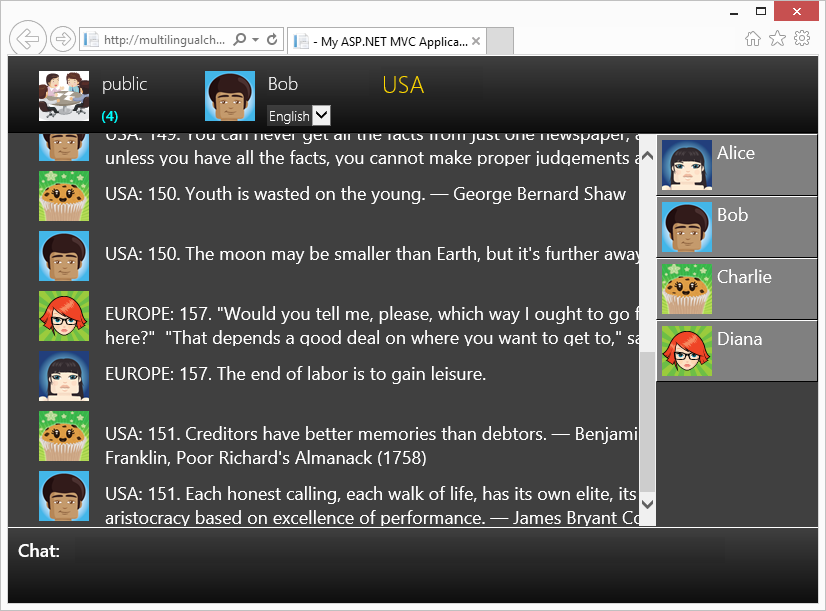 http://multilingualch...
- My ASP.NET MVC Applica...
public
Bob
USA
(4)
English
USA: 149. You can never get all the facts from just one newspaper, a
unless you have all the facts, you cannot make proper judgements a
USA: 150. Youth is wasted on the young. — George Bernard Shaw
USA: 150. The moon may be smaller than Earth, but it's further away
EUROPE: 157. "Would you tell me, please, which way I ought to go f
here?"  "That depends a good deal on where you want to get to," sa
EUROPE: 157. The end of labor is to gain leisure.
USA: 151. Creditors have better memories than debtors. — Benjami
Franklin, Poor Richard's Almanack (1758)
USA: 151. Each honest calling, each walk of life, has its own elite, its
aristocracy based on excellence of performance. — James Bryant Co
Alice
Bob
Charlie
Diana
Chat: